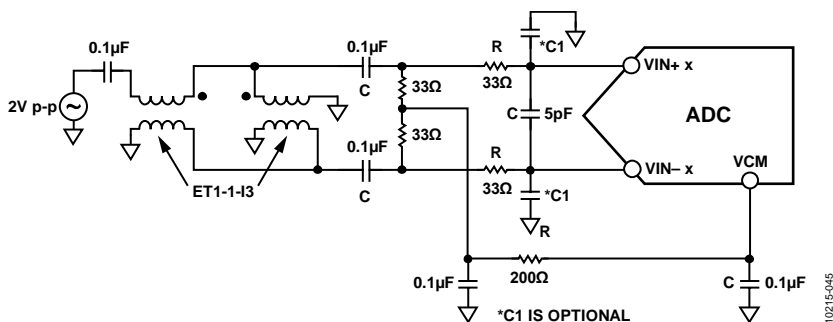 0.1µF
2V p-p
ET1-1-I3
0.1µF
C
33Ω
33Ω
0.1µF
C
R
33Ω
R
33Ω
*C1
C 5pF
*C1
R
VIN+ x
ADC
VIN– x
VCM
0.1µF
200Ω
C 0.1µF
*C1 IS OPTIONAL
10215-045